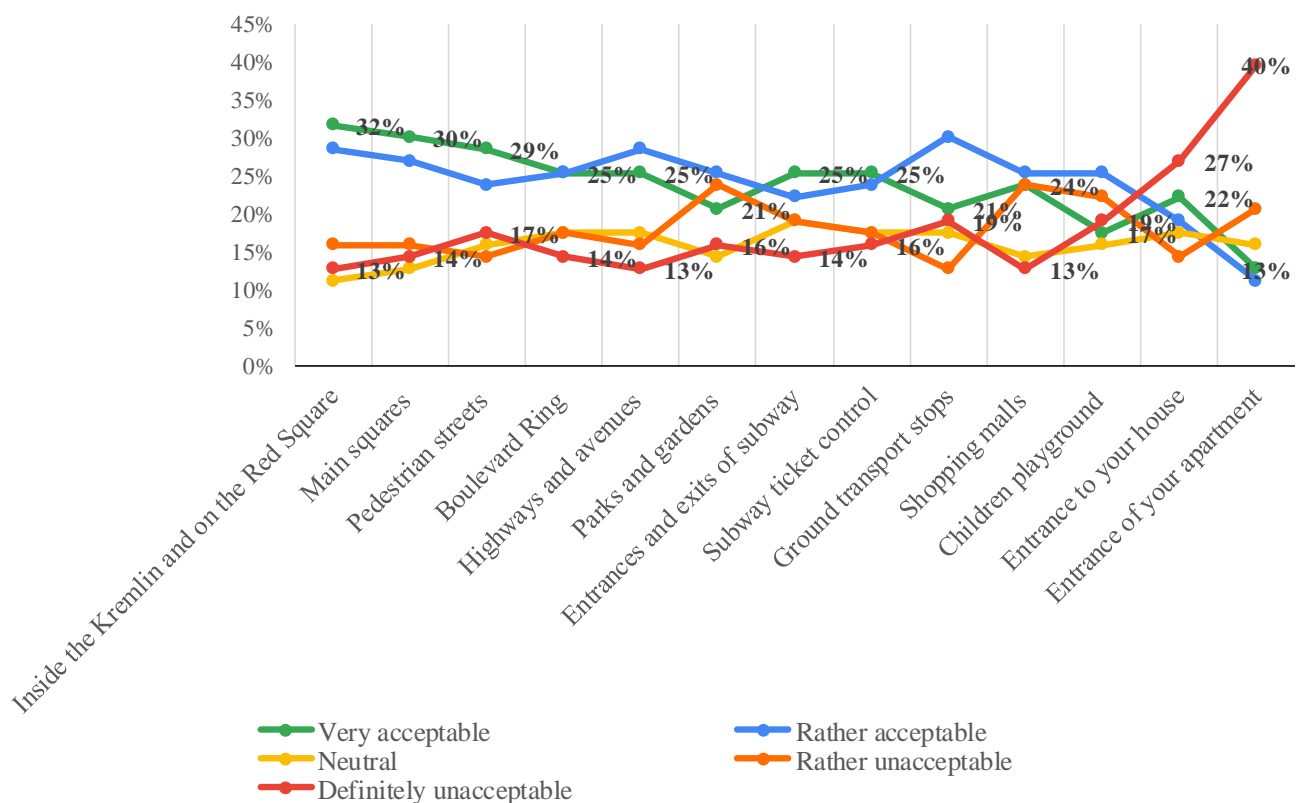 45%
40%
35%
30%
25%
20%
15%
10%
5%
0%
40%
32%
30%
29%
25%
25%
21%
25%
25%
21%
24%
19%
22%
13%
13%
14%
17%
14%
13%
16%
14%
16%
19%
13%
17%
27%
Inside the Kremlin and on the Red Square
Main squares
Pedestrian streets
Boulevard Ring
Highways and avenues
Parks and gardens
Entrances and exits of subway
Subway ticket control
Ground transport stops
Shopping malls
Children playground
Entrance to your house
Entrance of your apartment
Very acceptable
Rather acceptable
Neutral
Rather unacceptable
Definitely unacceptable